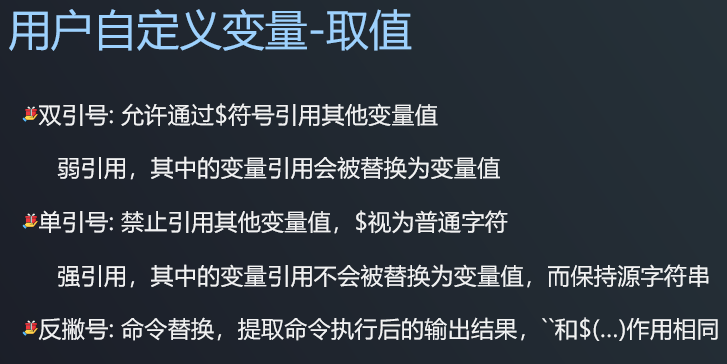 用户自定义变量-取值
双引号: 允许通过$符号引用其他变量值
弱引用，其中的变量引用会被替换为变量值
单引号: 禁止引用其他变量值，$视为普通字符
强引用，其中的变量引用不会被替换为变量值，而保持源字符串
反撇号: 命令替换，提取命令执行后的输出结果，``和$(...)作用相同